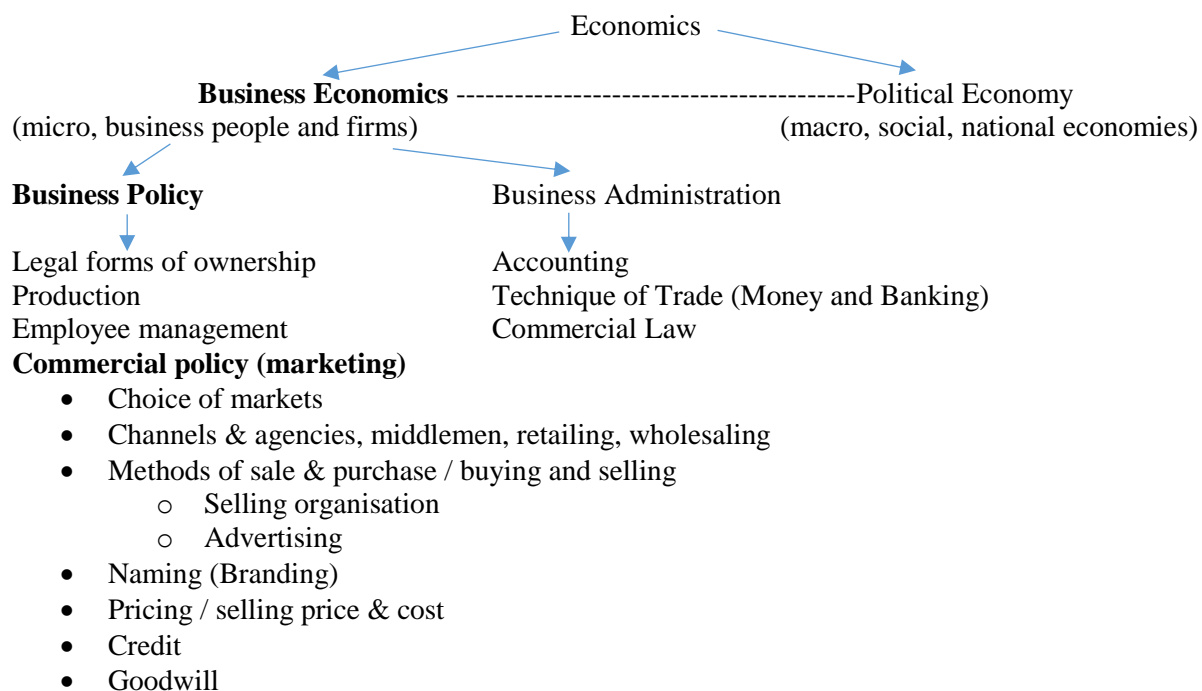 Economics
Business Economics -----------------------------------------Political Economy
(micro, business people and firms) (macro, social, national economies)
Business Policy Business Administration
Legal forms of ownership Accounting
Production Technique of Trade (Money and Banking)
Employee management Commercial Law
Commercial policy (marketing)
• Choice of markets
• Channels & agencies, middlemen, retailing, wholesaling
• Methods of sale & purchase / buying and selling
o Selling organisation
o Advertising
• Naming (Branding)
• Pricing / selling price & cost
• Credit
• Goodwill